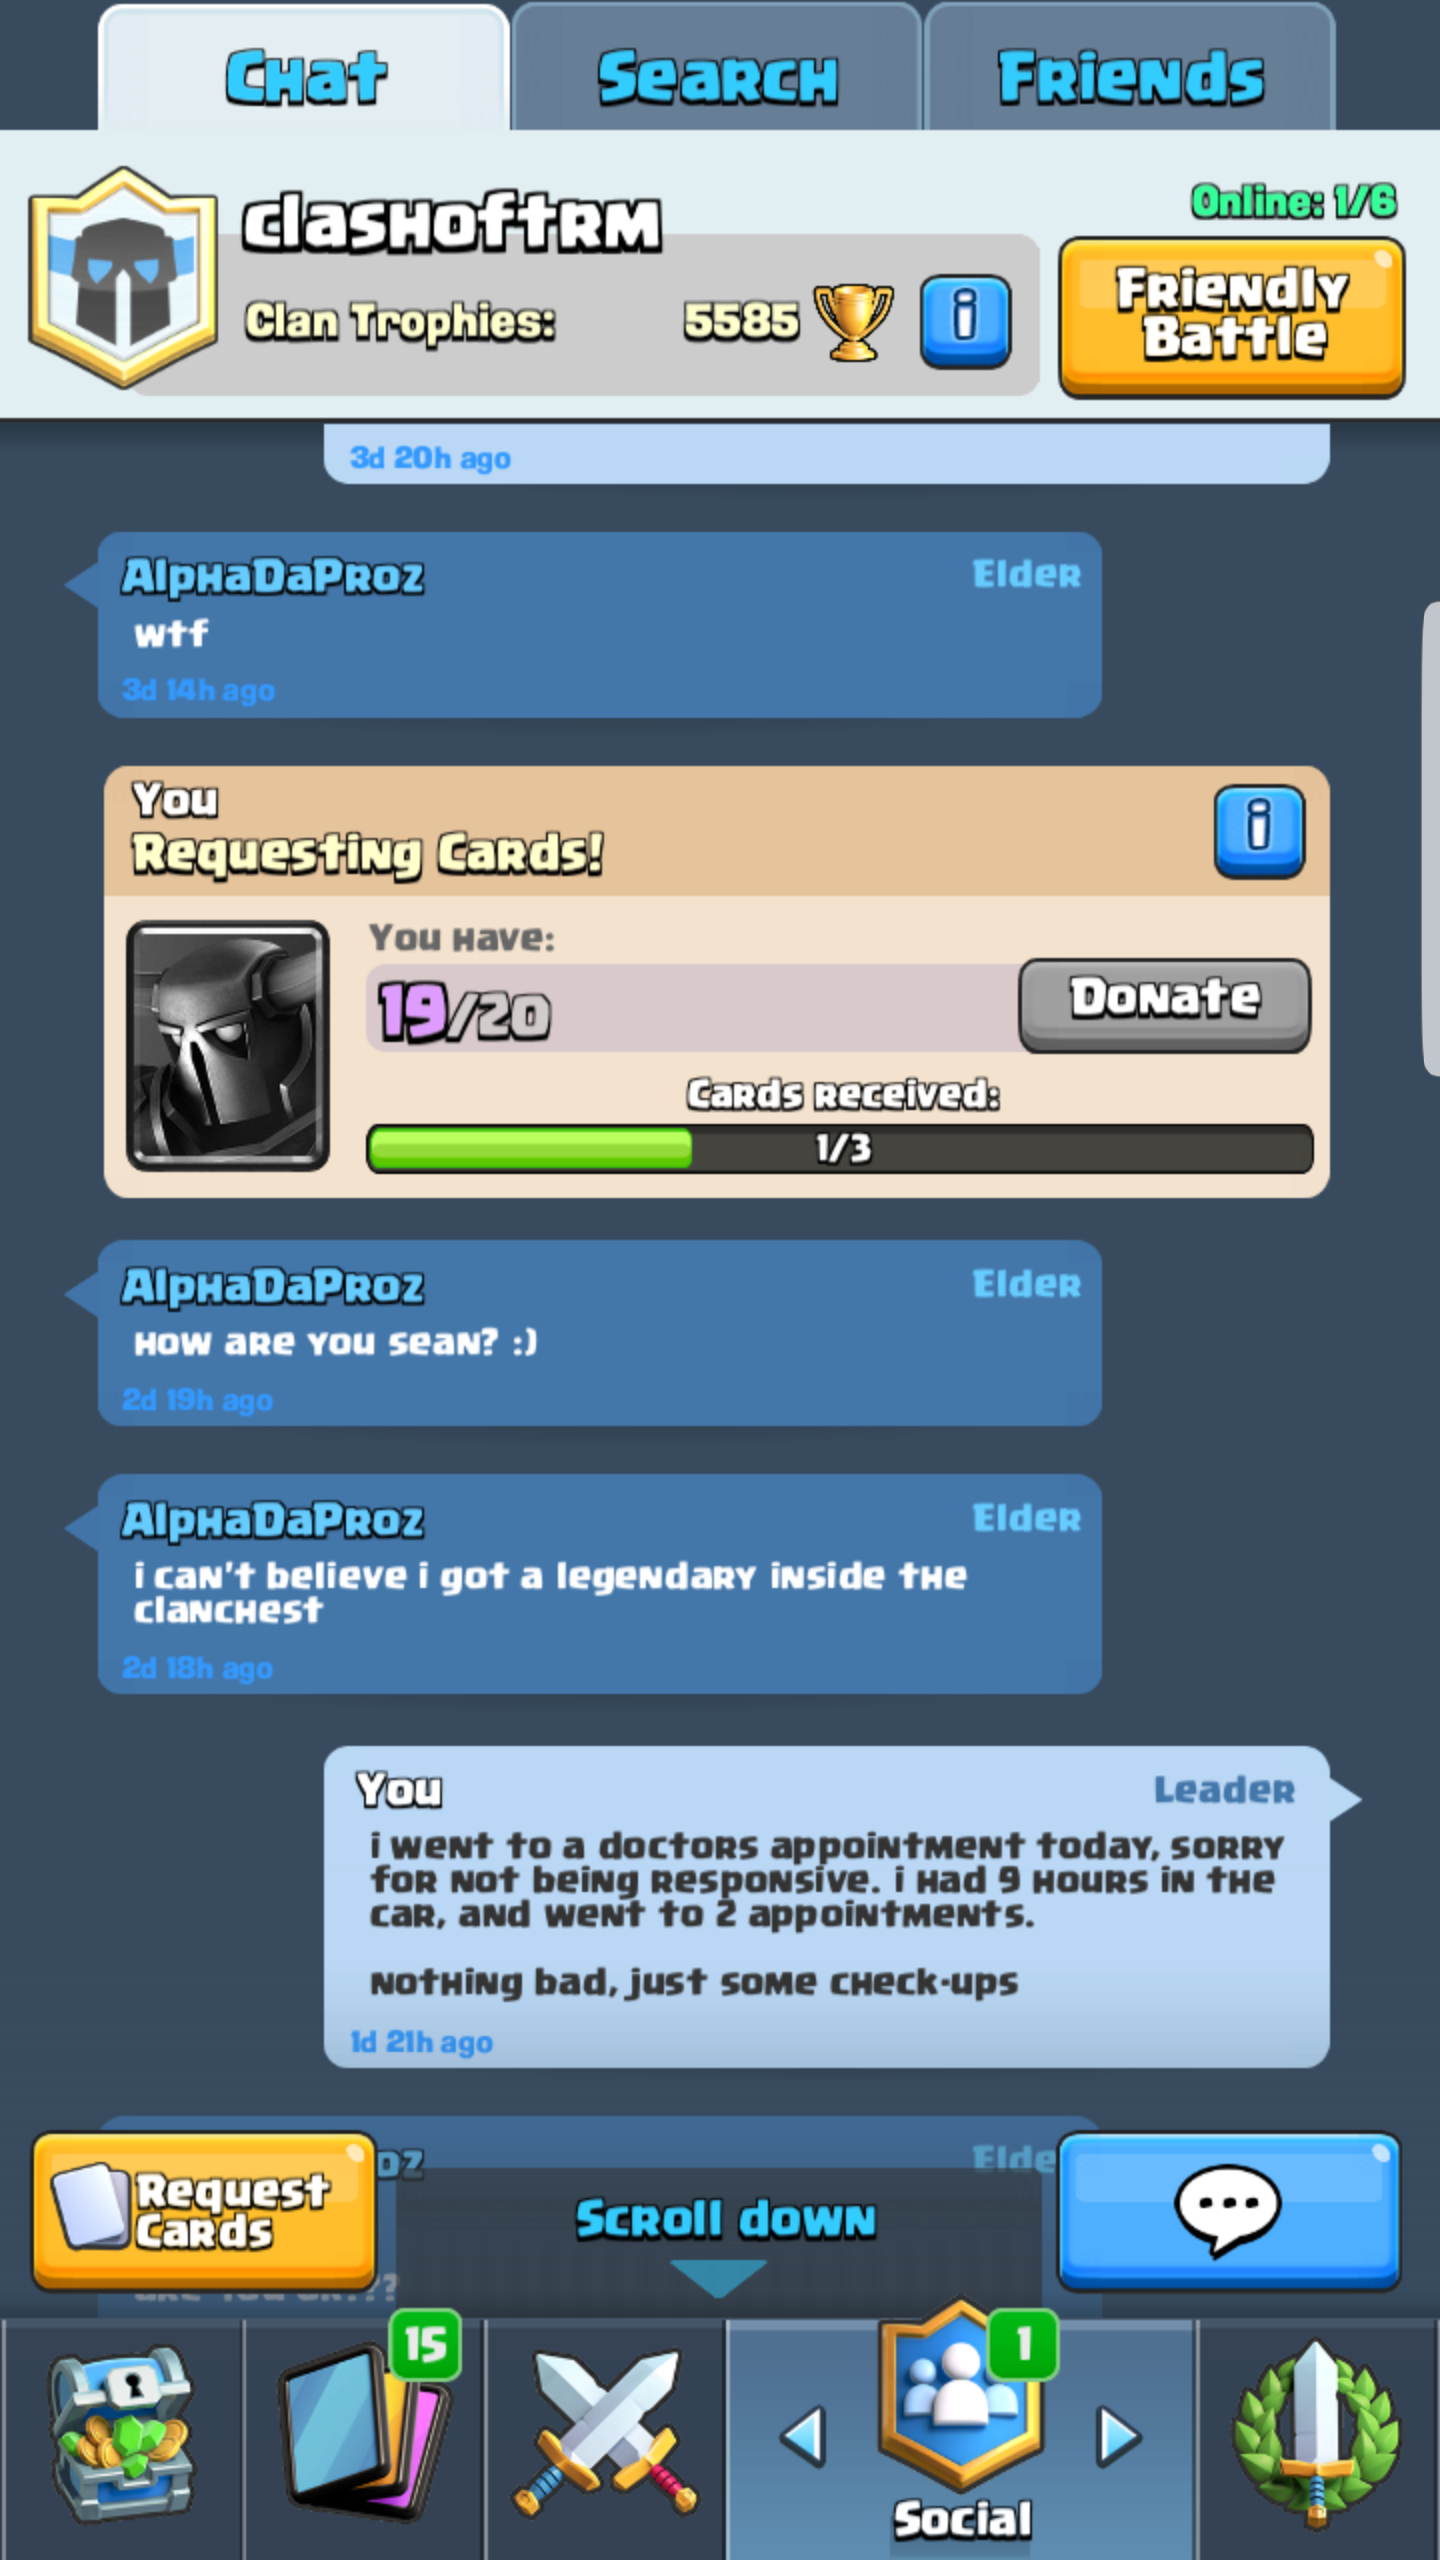 Chat
Search
Friends
clashoftrm
Online: 1/6
Clan Trophies: 5585
i
Friendly
Battle
3d 20h ago
AlphaDaProz Elder
wtf
3d 14h ago
You
Requesting Cards!
i
You have:
19/20
Donate
Cards received:
1/3
AlphaDaProz Elder
how are you sean? :)
2d 19h ago
AlphaDaProz Elder
i can't believe i got a legendary inside the
clanchest
2d 18h ago
You Leader
i went to a doctors appointment today, sorry
for not being responsive. i had 9 hours in the
car, and went to 2 appointments.
nothing bad, just some check-ups
1d 21h ago
oz Elde
Request
Cards
Scroll down
??
15
1
Social